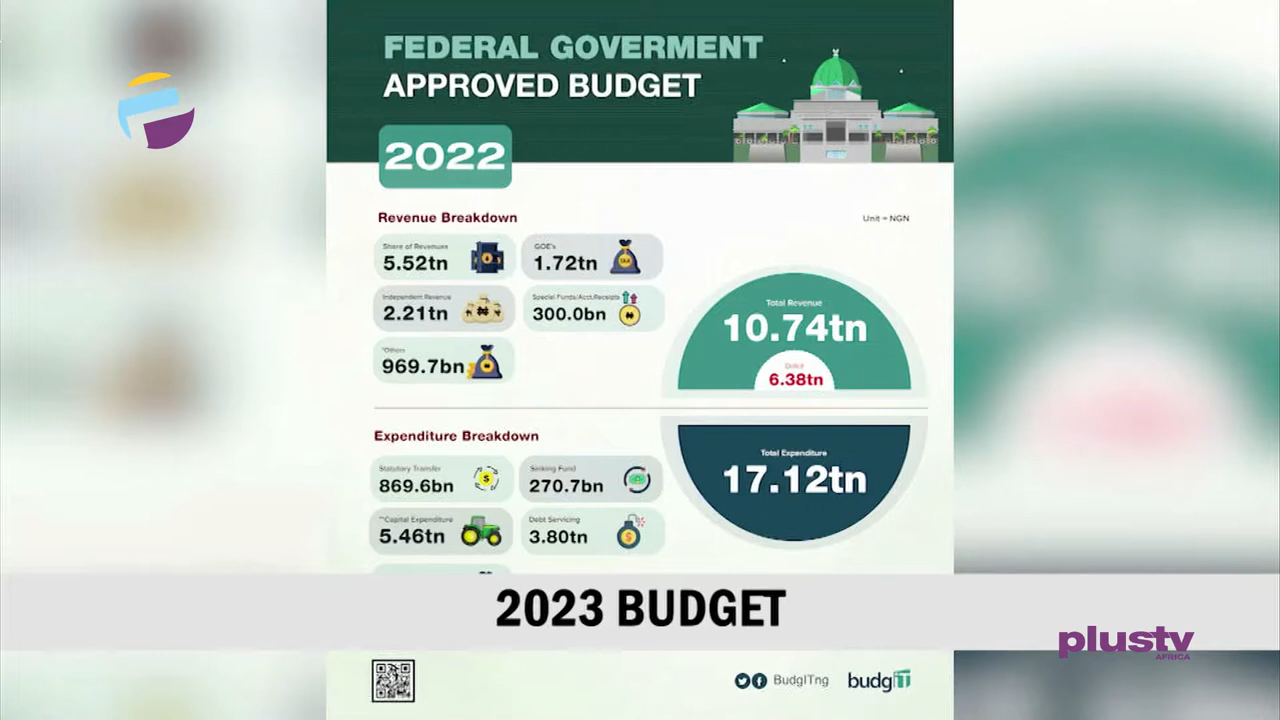 FEDERAL GOVERMENT
APPROVED BUDGET
2022
Revenue Breakdown
Unit = NGN
Share of Revenues
5.52tn
GOE's
1.72tn
Independent Revenue
2.21tn
Special Funds/Acct.Receipts
300.0bn
*Others
969.7bn
Total Revenue
10.74tn
Deficit
6.38tn
Expenditure Breakdown
Statutory Transfer
869.6bn
Sinking Fund
270.7bn
**Capital Expenditure
5.46tn
Debt Servicing
3.80tn
Total Expenditure
17.12tn
2023 BUDGET
plustv
AFRICA
BudgITng
budgIT